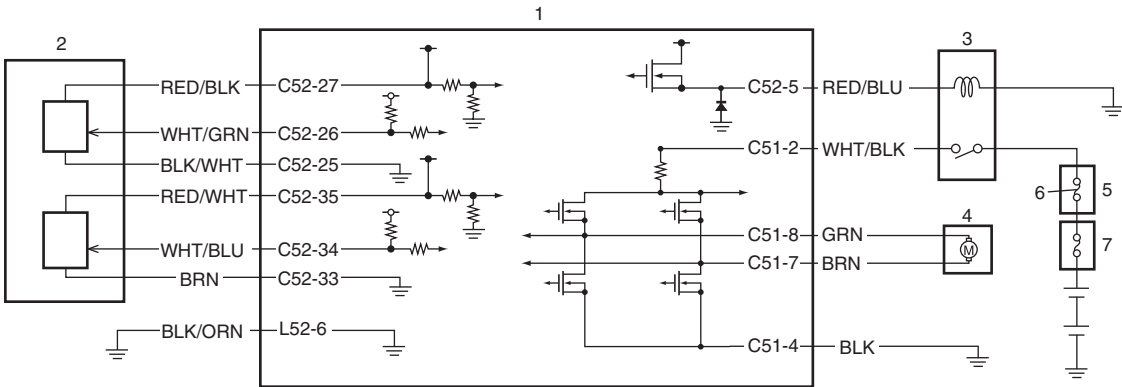 1
2
3
RED/BLK C52-27
C52-5 RED/BLU
WHT/GRN C52-26
C51-2 WHT/BLK
BLK/WHT C52-25
RED/WHT C52-35
6 5
4
WHT/BLU C52-34
C51-8 GRN
M
7
BRN C52-33
C51-7 BRN
BLK/ORN L52-6
C51-4 BLK